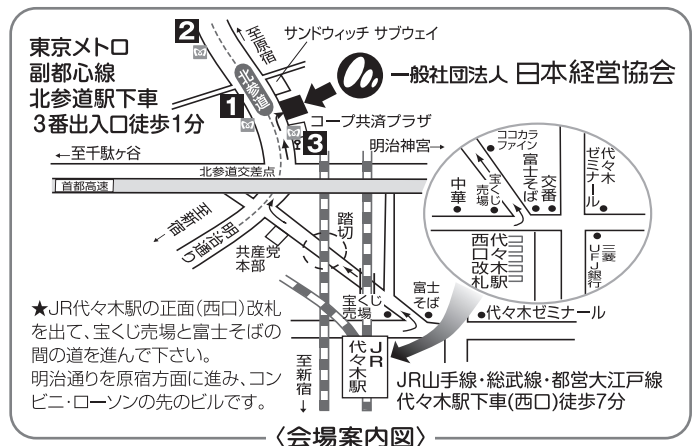 東京メトロ
副都心線
北参道駅下車
3番出入口徒歩1分
2
至原宿
サンドウィッチ サブウェイ
北参道
一般社団法人 日本経営協会
1
3
コープ共済プラザ
←至千駄ヶ谷
明治神宮→
北参道交差点
首都高速
至新宿
明治通り
共産党
本部
踏切
宝くじ
売場
富士
そば
ココカラ
ファイン
中華
宝くじ
売場
富士そば
交番
代々木
ゼミナール
代々木駅
西口改札
三菱
UFJ銀行
代々木ゼミナール
★JR代々木駅の正面(西口)改札
を出て、宝くじ売場と富士そばの
間の道を進んで下さい。
明治通りを原宿方面に進み、コン
ビニ・ローソンの先のビルです。
至新宿
JR
代々木駅
JR山手線・総武線・都営大江戸線
代々木駅下車(西口)徒歩7分
〈会場案内図〉